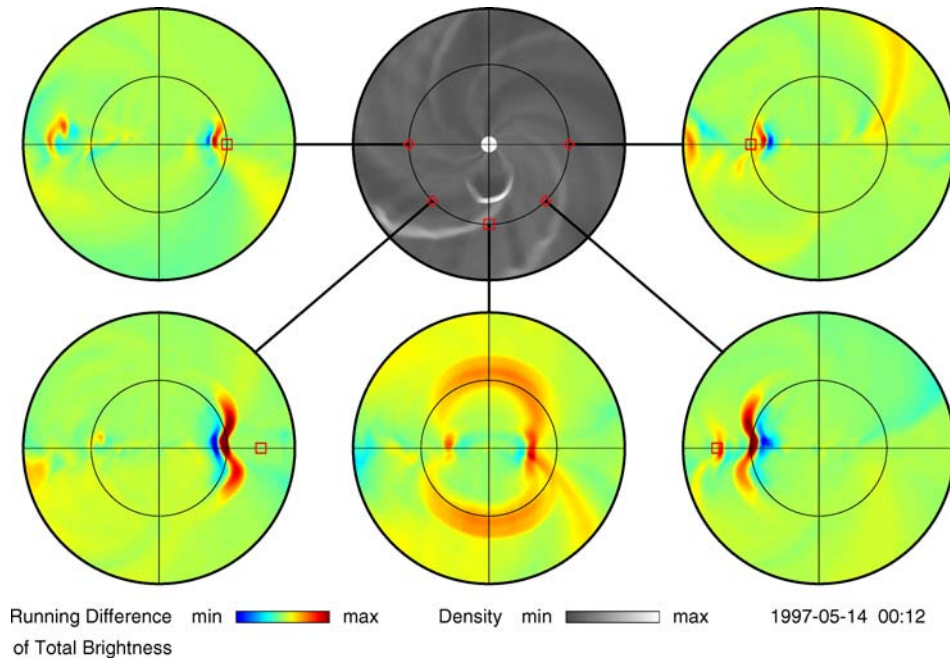 Running Difference min max Density min max 1997-05-14 00:12
of Total Brightness